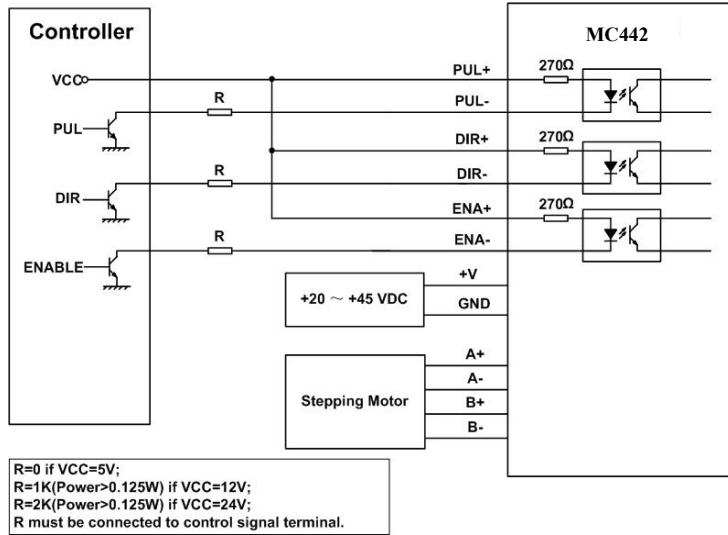 Controller
MC442
VCC
PUL+
270Ω
R
PUL-
PUL
DIR+
270Ω
R
DIR-
DIR
ENA+
270Ω
R
ENA-
ENABLE
+V
+20 ～ +45 VDC
GND
A+
A-
Stepping Motor
B+
B-
R=0 if VCC=5V;
R=1K(Power>0.125W) if VCC=12V;
R=2K(Power>0.125W) if VCC=24V;
R must be connected to control signal terminal.